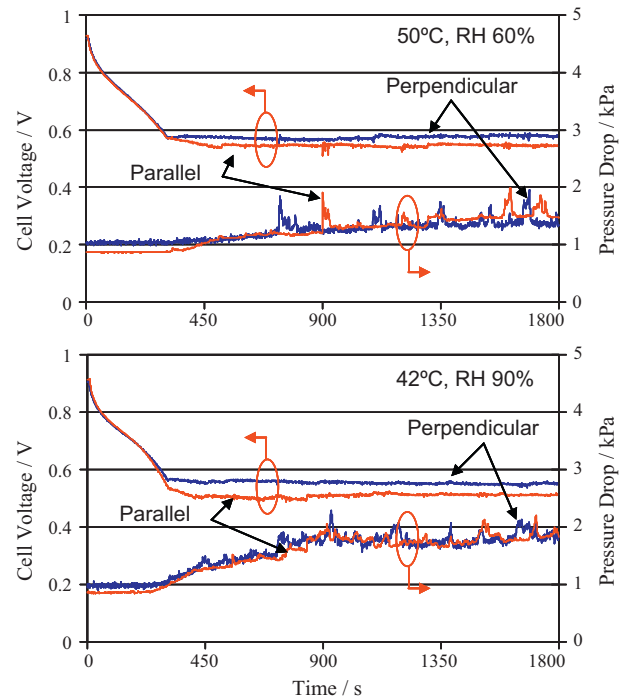 50ºC, RH 60%
Perpendicular
Parallel
Cell Voltage / V
1
0.8
0.6
0.4
0.2
0
Pressure Drop / kPa
5
4
3
2
1
0
0 450 900 1350 1800
42ºC, RH 90%
Perpendicular
Parallel
Cell Voltage / V
1
0.8
0.6
0.4
0.2
0
Pressure Drop / kPa
5
4
3
2
1
0
0 450 900 1350 1800
Time / s